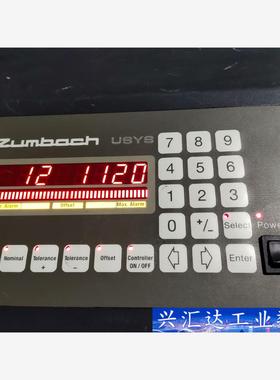 Zumbach USYS
7 8 9
12 1120
4 5 6
1 2 3
Alarm Offset Max. Alarm
0 +/- Select Power
Nominal Tolerance + Tolerance − Offset Controller ON / OFF
Enter
兴汇达工业